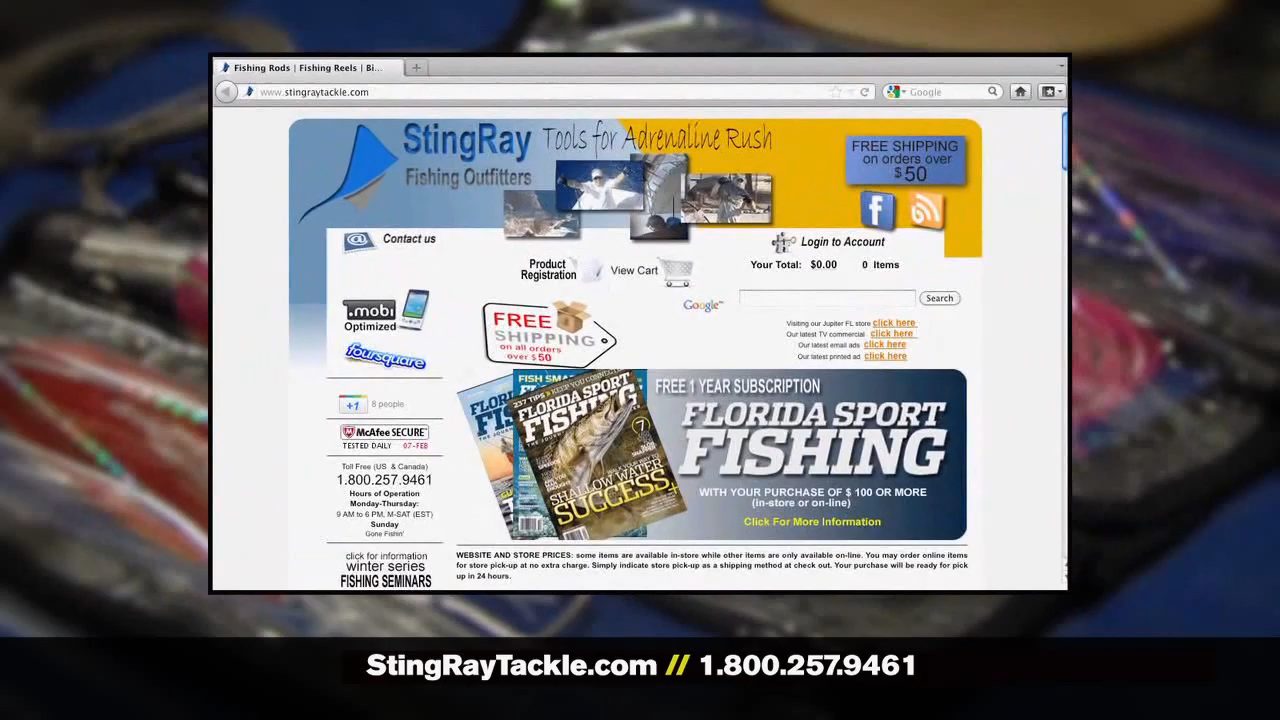 Fishing Rods | Fishing Reels | Bi...
www.stingraytackle.com
Google
StingRay Tools for Adrenaline Rush
Fishing Outfitters
FREE SHIPPING
on orders over
$50
Contact us
Login to Account
Product
Registration
View Cart
Your Total: $0.00 0 Items
.mobi
Optimized
foursquare
FREE
SHIPPING
on all orders
over $50
Google™
Search
Visiting our Jupiter FL store click here
Our latest TV commercial click here
Our latest email ads click here
Our latest printed ad click here
+1 8 people
McAfee SECURE
TESTED DAILY 07-FEB
Toll Free (US & Canada)
1.800.257.9461
Hours of Operation
Monday-Thursday:
9 AM to 6 PM, M-SAT (EST)
Sunday
Gone Fishin'
click for information
winter series
FISHING SEMINARS
FISH SMA
237 TIPS
FLORIDA SPORT
FISHING
7
SHALLOW WATER
SUCCESS
FREE 1 YEAR SUBSCRIPTION
FLORIDA SPORT
FISHING
WITH YOUR PURCHASE OF $ 100 OR MORE
(in-store or on-line)
Click For More Information
WEBSITE AND STORE PRICES: some items are available in-store while other items are only available on-line. You may order online items
for store pick-up at no extra charge. Simply indicate store pick-up as a shipping method at check out. Your purchase will be ready for pick
up in 24 hours.
StingRayTackle.com // 1.800.257.9461